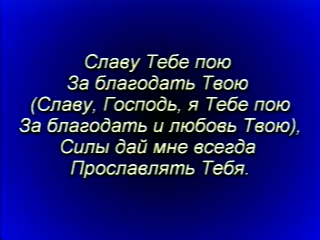 Славу Тебе пою
За благодать Твою
(Славу, Господь, я Тебе пою
За благодать и любовь Твою),
Силы дай мне всегда
Прославлять Тебя.